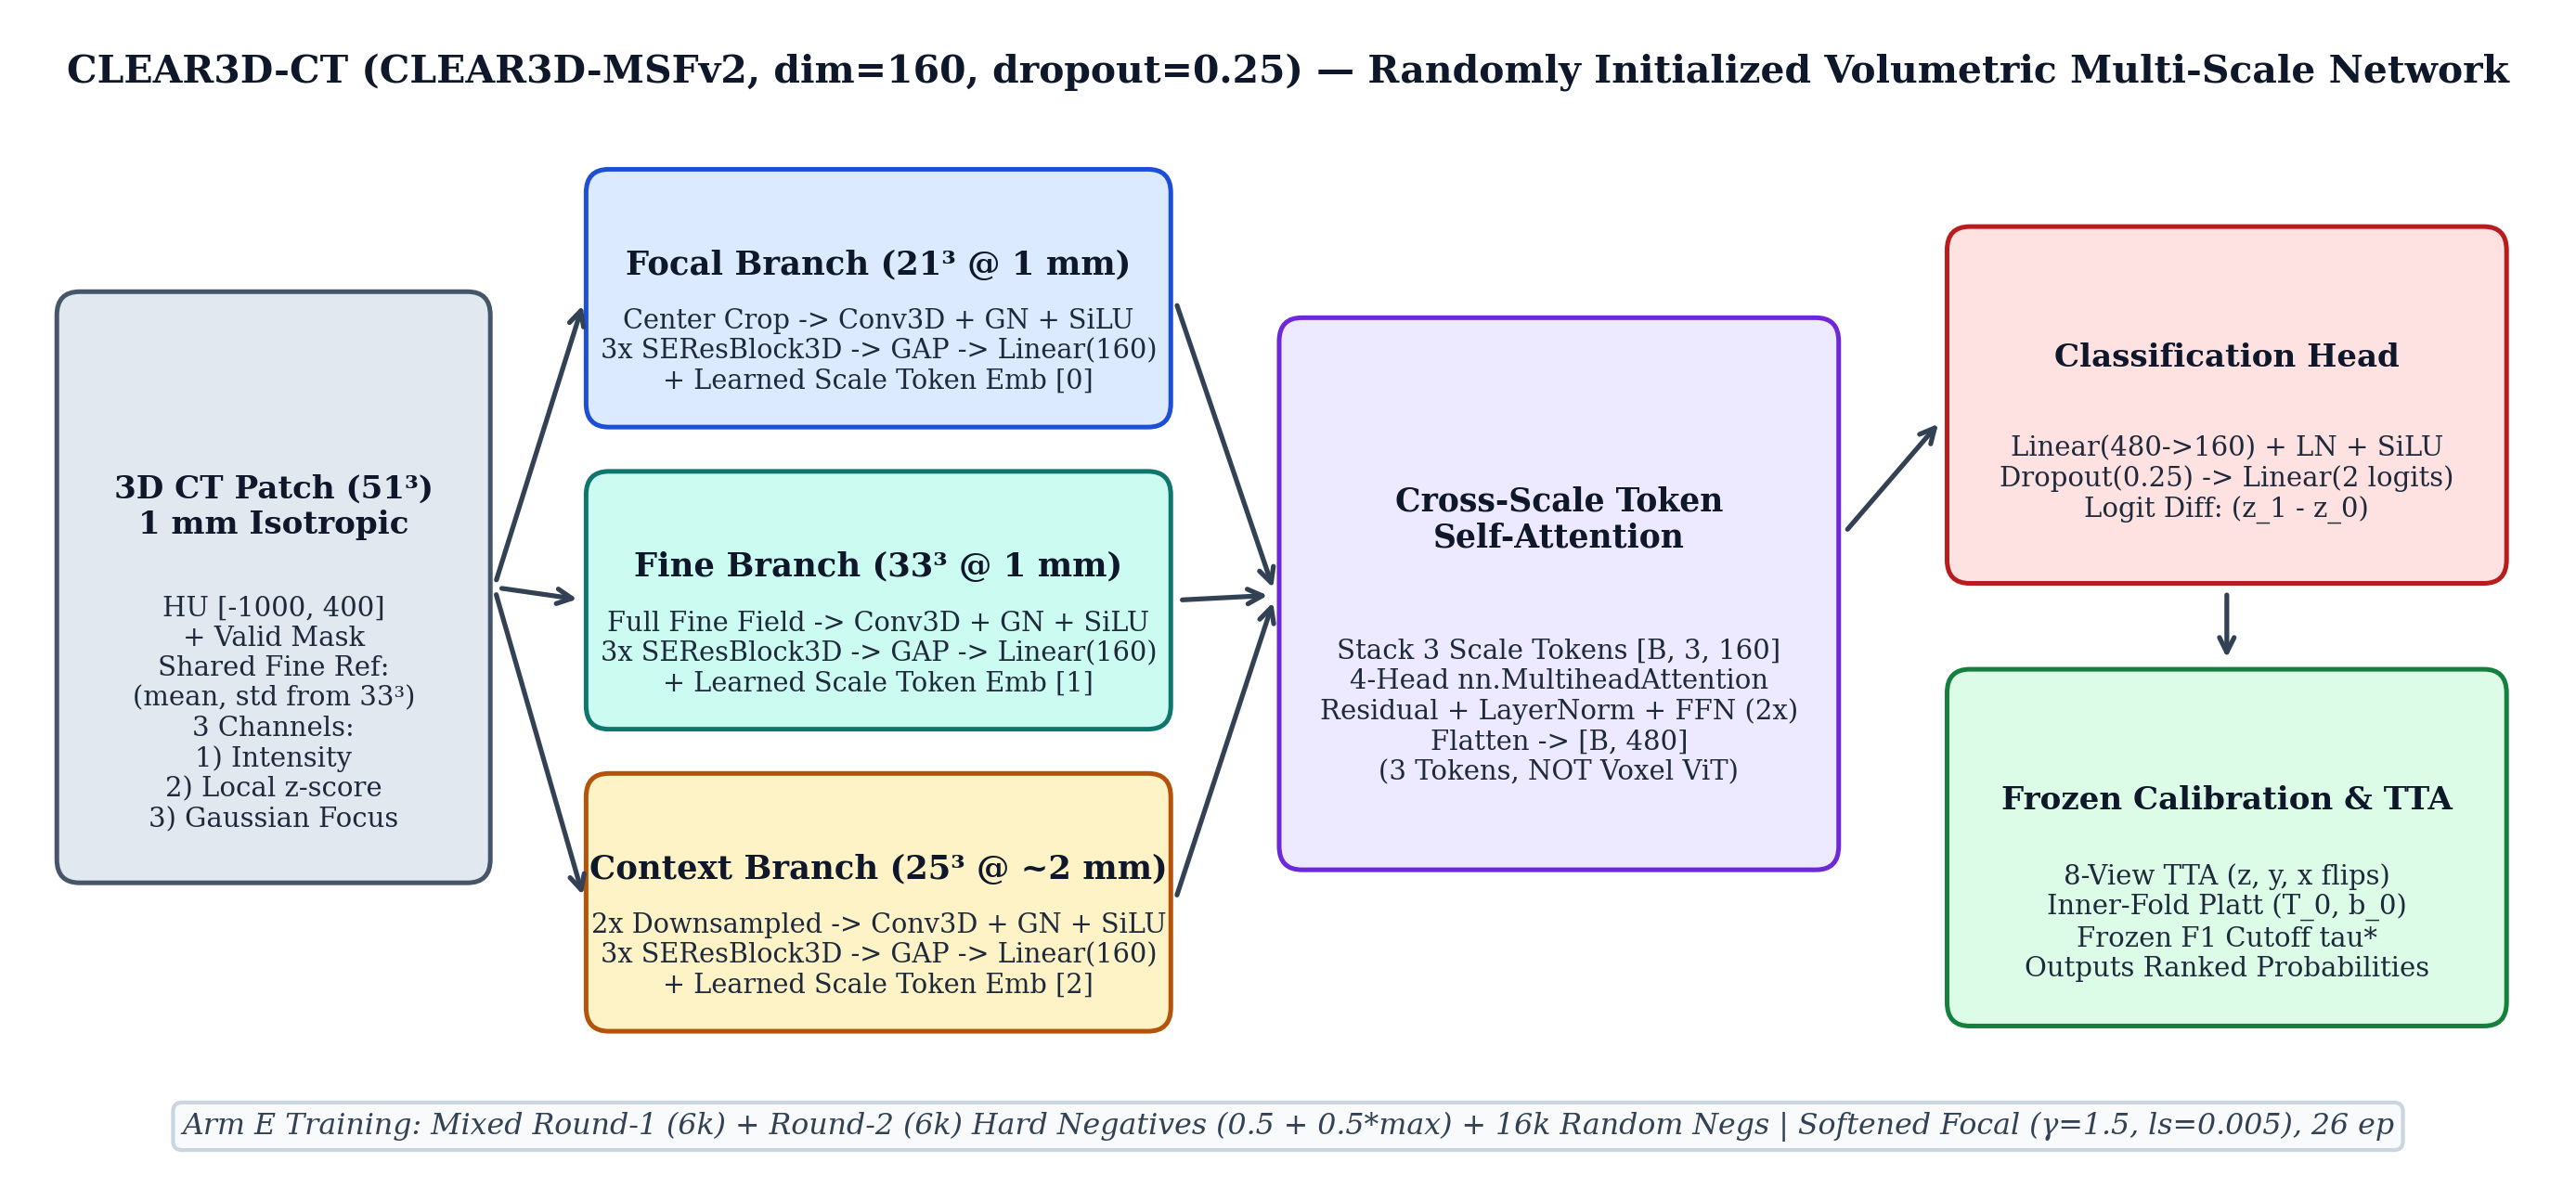 CLEAR3D-CT (CLEAR3D-MSFv2, dim=160, dropout=0.25) — Randomly Initialized Volumetric Multi-Scale Network
3D CT Patch (51³)
1 mm Isotropic
HU [-1000, 400]
+ Valid Mask
Shared Fine Ref:
(mean, std from 33³)
3 Channels:
1) Intensity
2) Local z-score
3) Gaussian Focus
Focal Branch (21³ @ 1 mm)
Center Crop -> Conv3D + GN + SiLU
3x SEResBlock3D -> GAP -> Linear(160)
+ Learned Scale Token Emb [0]
Fine Branch (33³ @ 1 mm)
Full Fine Field -> Conv3D + GN + SiLU
3x SEResBlock3D -> GAP -> Linear(160)
+ Learned Scale Token Emb [1]
Context Branch (25³ @ ~2 mm)
2x Downsampled -> Conv3D + GN + SiLU
3x SEResBlock3D -> GAP -> Linear(160)
+ Learned Scale Token Emb [2]
Cross-Scale Token
Self-Attention
Stack 3 Scale Tokens [B, 3, 160]
4-Head nn.MultiheadAttention
Residual + LayerNorm + FFN (2x)
Flatten -> [B, 480]
(3 Tokens, NOT Voxel ViT)
Classification Head
Linear(480->160) + LN + SiLU
Dropout(0.25) -> Linear(2 logits)
Logit Diff: (z_1 - z_0)
Frozen Calibration & TTA
8-View TTA (z, y, x flips)
Inner-Fold Platt (T_0, b_0)
Frozen F1 Cutoff tau*
Outputs Ranked Probabilities
Arm E Training: Mixed Round-1 (6k) + Round-2 (6k) Hard Negatives (0.5 + 0.5*max) + 16k Random Negs | Softened Focal (γ=1.5, ls=0.005), 26 ep